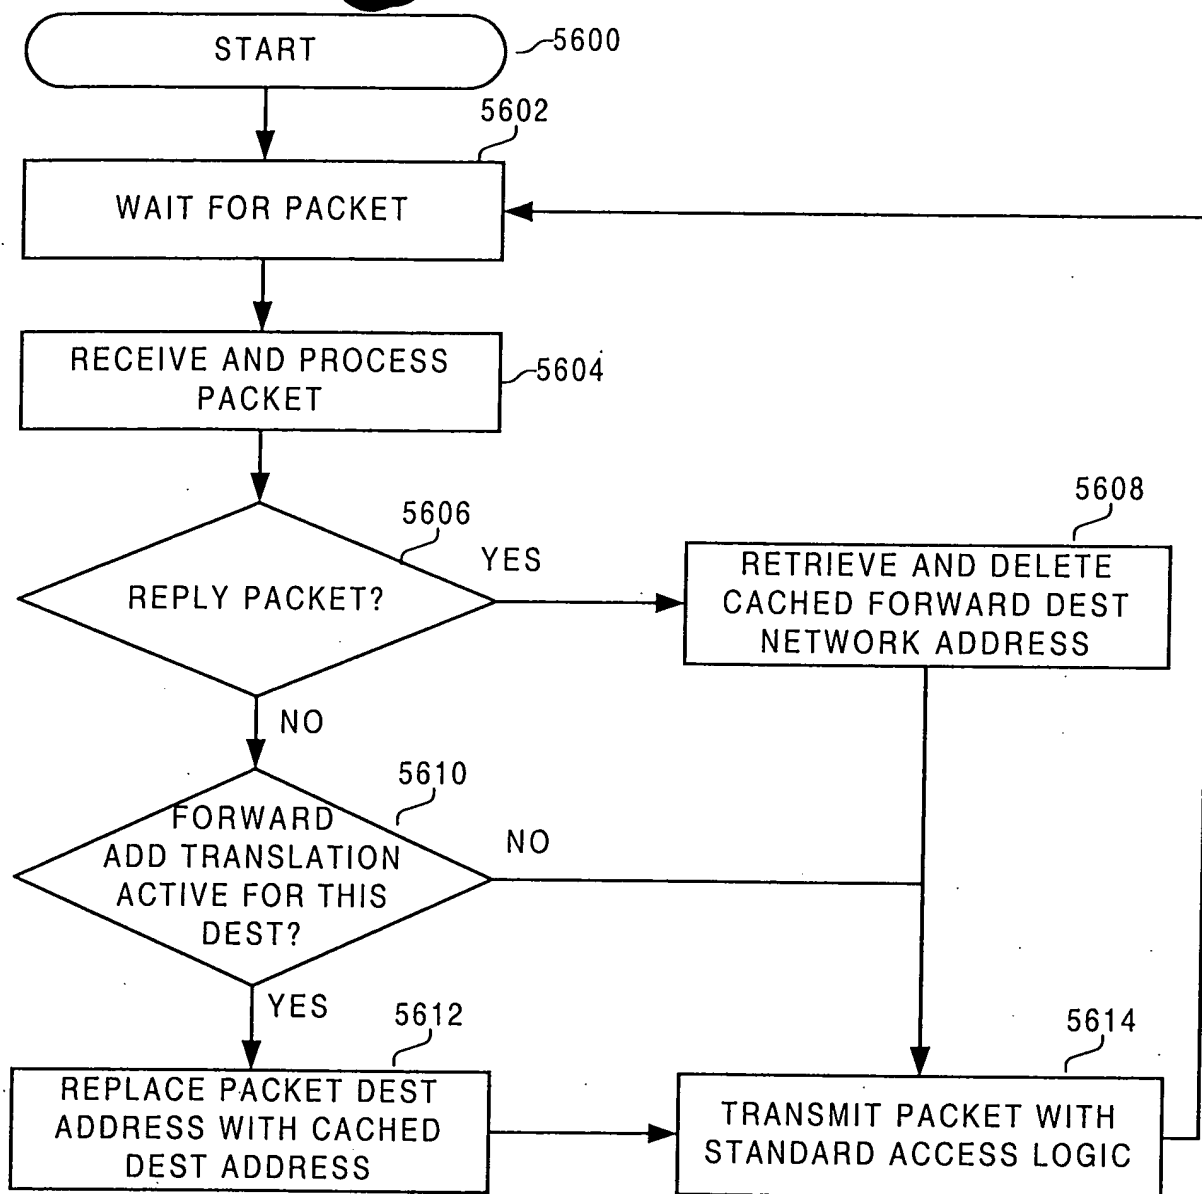 START
5600
5602
WAIT FOR PACKET
RECEIVE AND PROCESS
PACKET
5604
5606
REPLY PACKET?
YES
5608
RETRIEVE AND DELETE
CACHED FORWARD DEST
NETWORK ADDRESS
NO
5610
FORWARD
ADD TRANSLATION
ACTIVE FOR THIS
DEST?
NO
YES
5612
REPLACE PACKET DEST
ADDRESS WITH CACHED
DEST ADDRESS
5614
TRANSMIT PACKET WITH
STANDARD ACCESS LOGIC